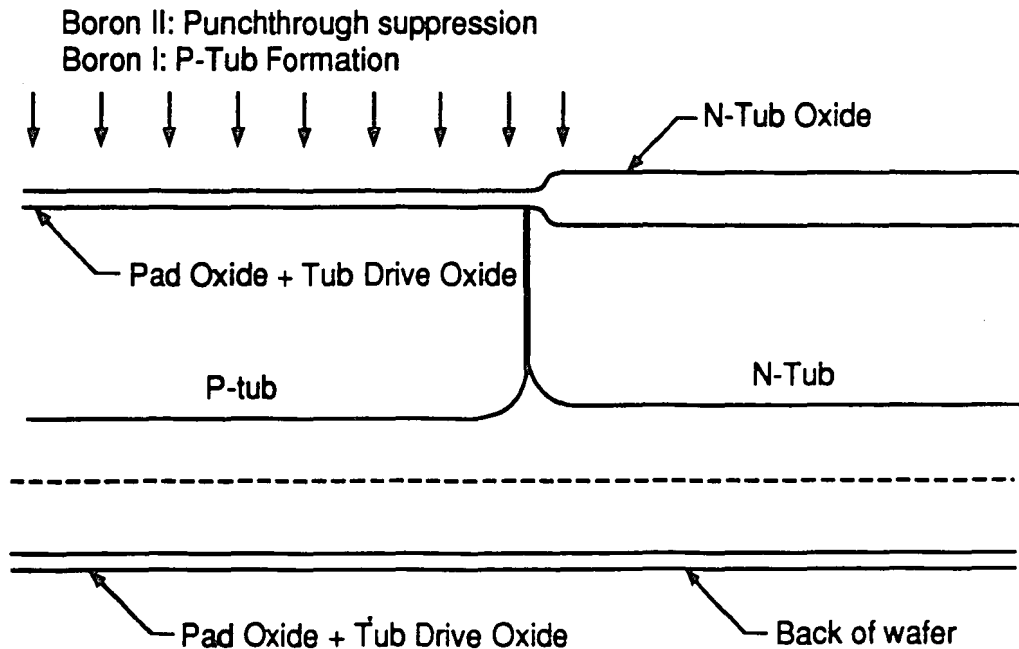 Boron II: Punchthrough suppression
Boron I: P-Tub Formation
N-Tub Oxide
Pad Oxide + Tub Drive Oxide
P-tub
N-Tub
Pad Oxide + Tub Drive Oxide
Back of wafer